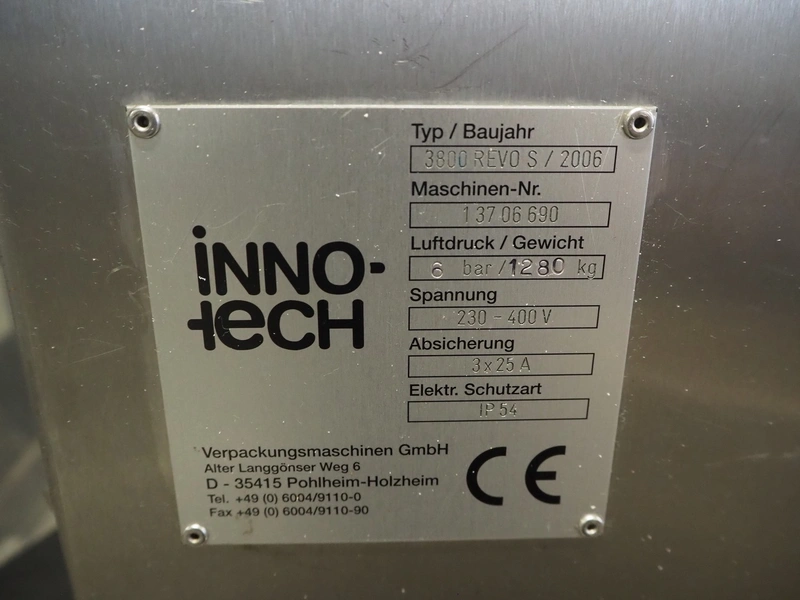 iNNO-
tECH
Typ / Baujahr
3800 REVO S / 2006
Maschinen-Nr.
1 37 06 690
Luftdruck / Gewicht
6 bar / 1280 kg
Spannung
230 - 400 V
Absicherung
3 x 25 A
Elektr. Schutzart
IP 54
Verpackungsmaschinen GmbH
Alter Langgönser Weg 6
D - 35415 Pohlheim-Holzheim
Tel. +49 (0) 6004/9110-0
Fax +49 (0) 6004/9110-90
CE